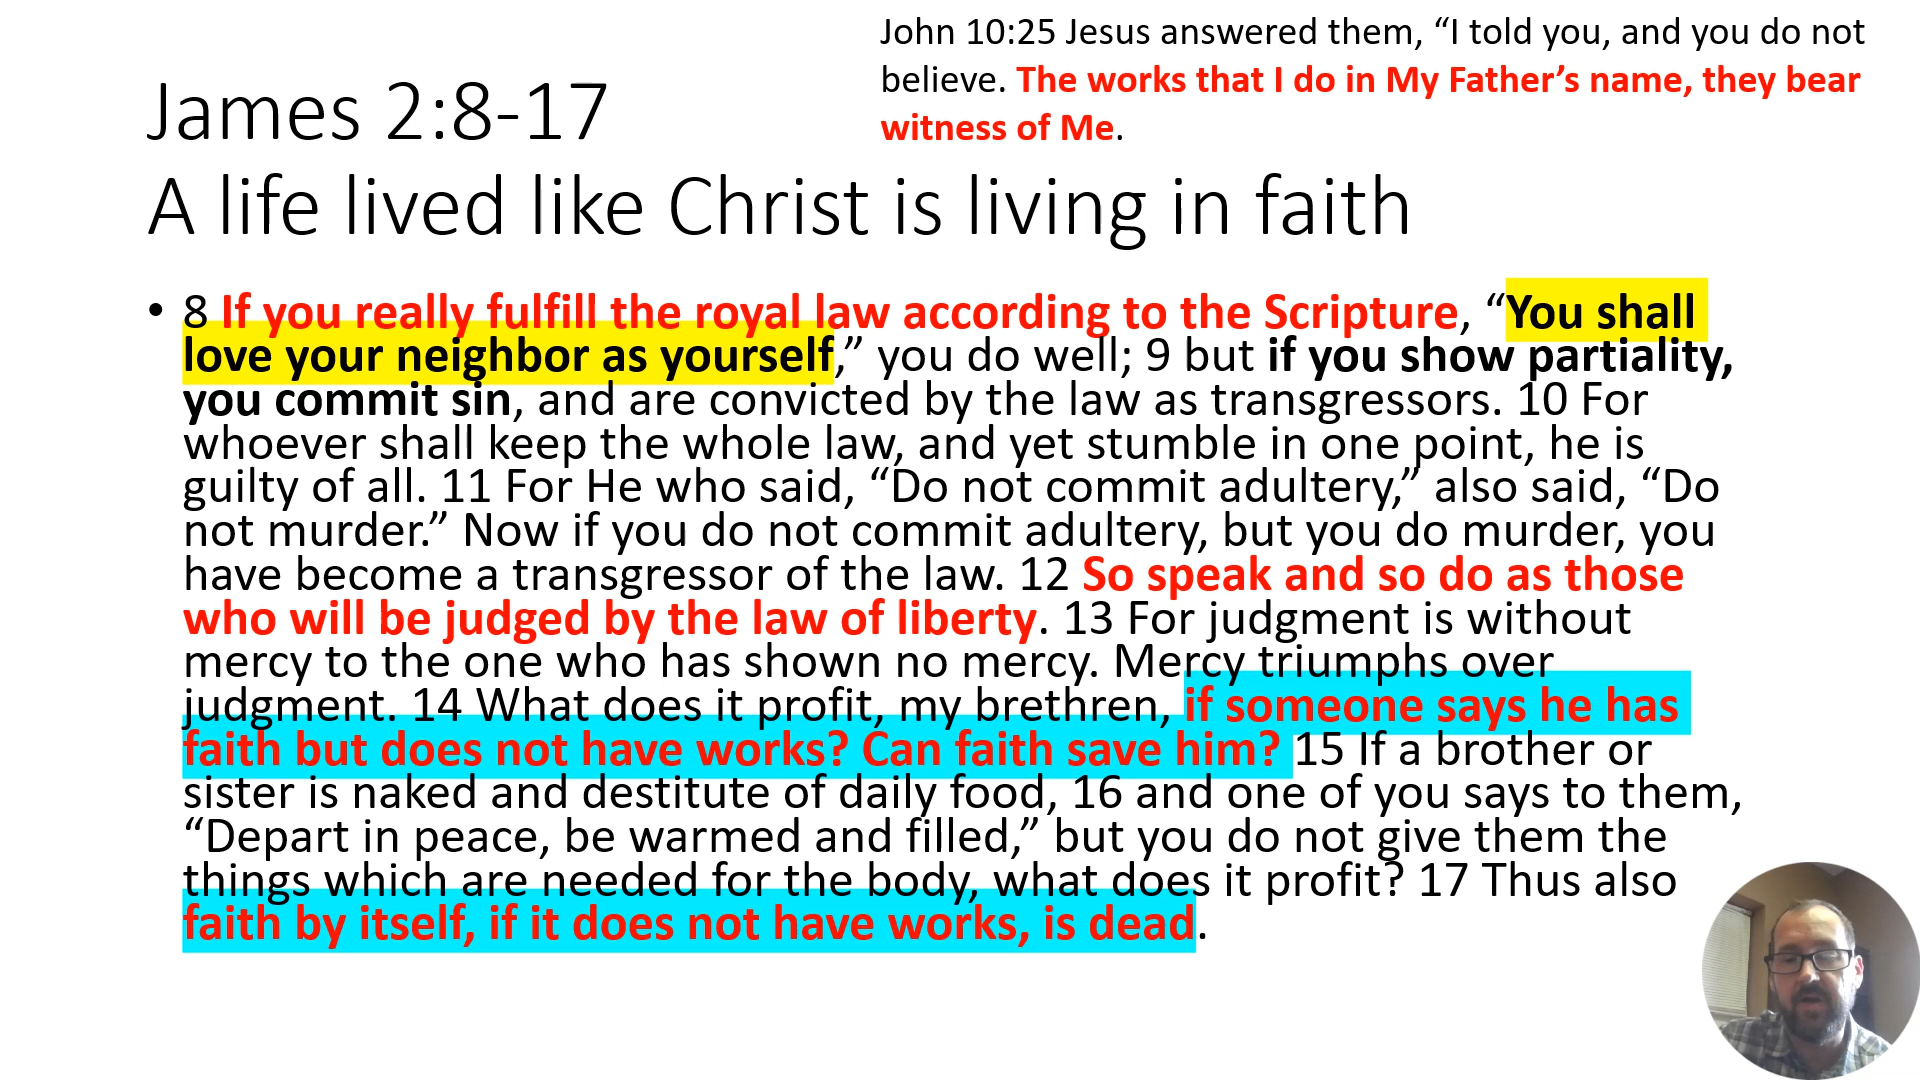 John 10:25 Jesus answered them, “I told you, and you do not
believe. The works that I do in My Father’s name, they bear
witness of Me.
James 2:8-17
A life lived like Christ is living in faith
• 8 If you really fulfill the royal law according to the Scripture, “You shall
love your neighbor as yourself,” you do well; 9 but if you show partiality,
you commit sin, and are convicted by the law as transgressors. 10 For
whoever shall keep the whole law, and yet stumble in one point, he is
guilty of all. 11 For He who said, “Do not commit adultery,” also said, “Do
not murder.” Now if you do not commit adultery, but you do murder, you
have become a transgressor of the law. 12 So speak and so do as those
who will be judged by the law of liberty. 13 For judgment is without
mercy to the one who has shown no mercy. Mercy triumphs over
judgment. 14 What does it profit, my brethren, if someone says he has
faith but does not have works? Can faith save him? 15 If a brother or
sister is naked and destitute of daily food, 16 and one of you says to them,
“Depart in peace, be warmed and filled,” but you do not give them the
things which are needed for the body, what does it profit? 17 Thus also
faith by itself, if it does not have works, is dead.